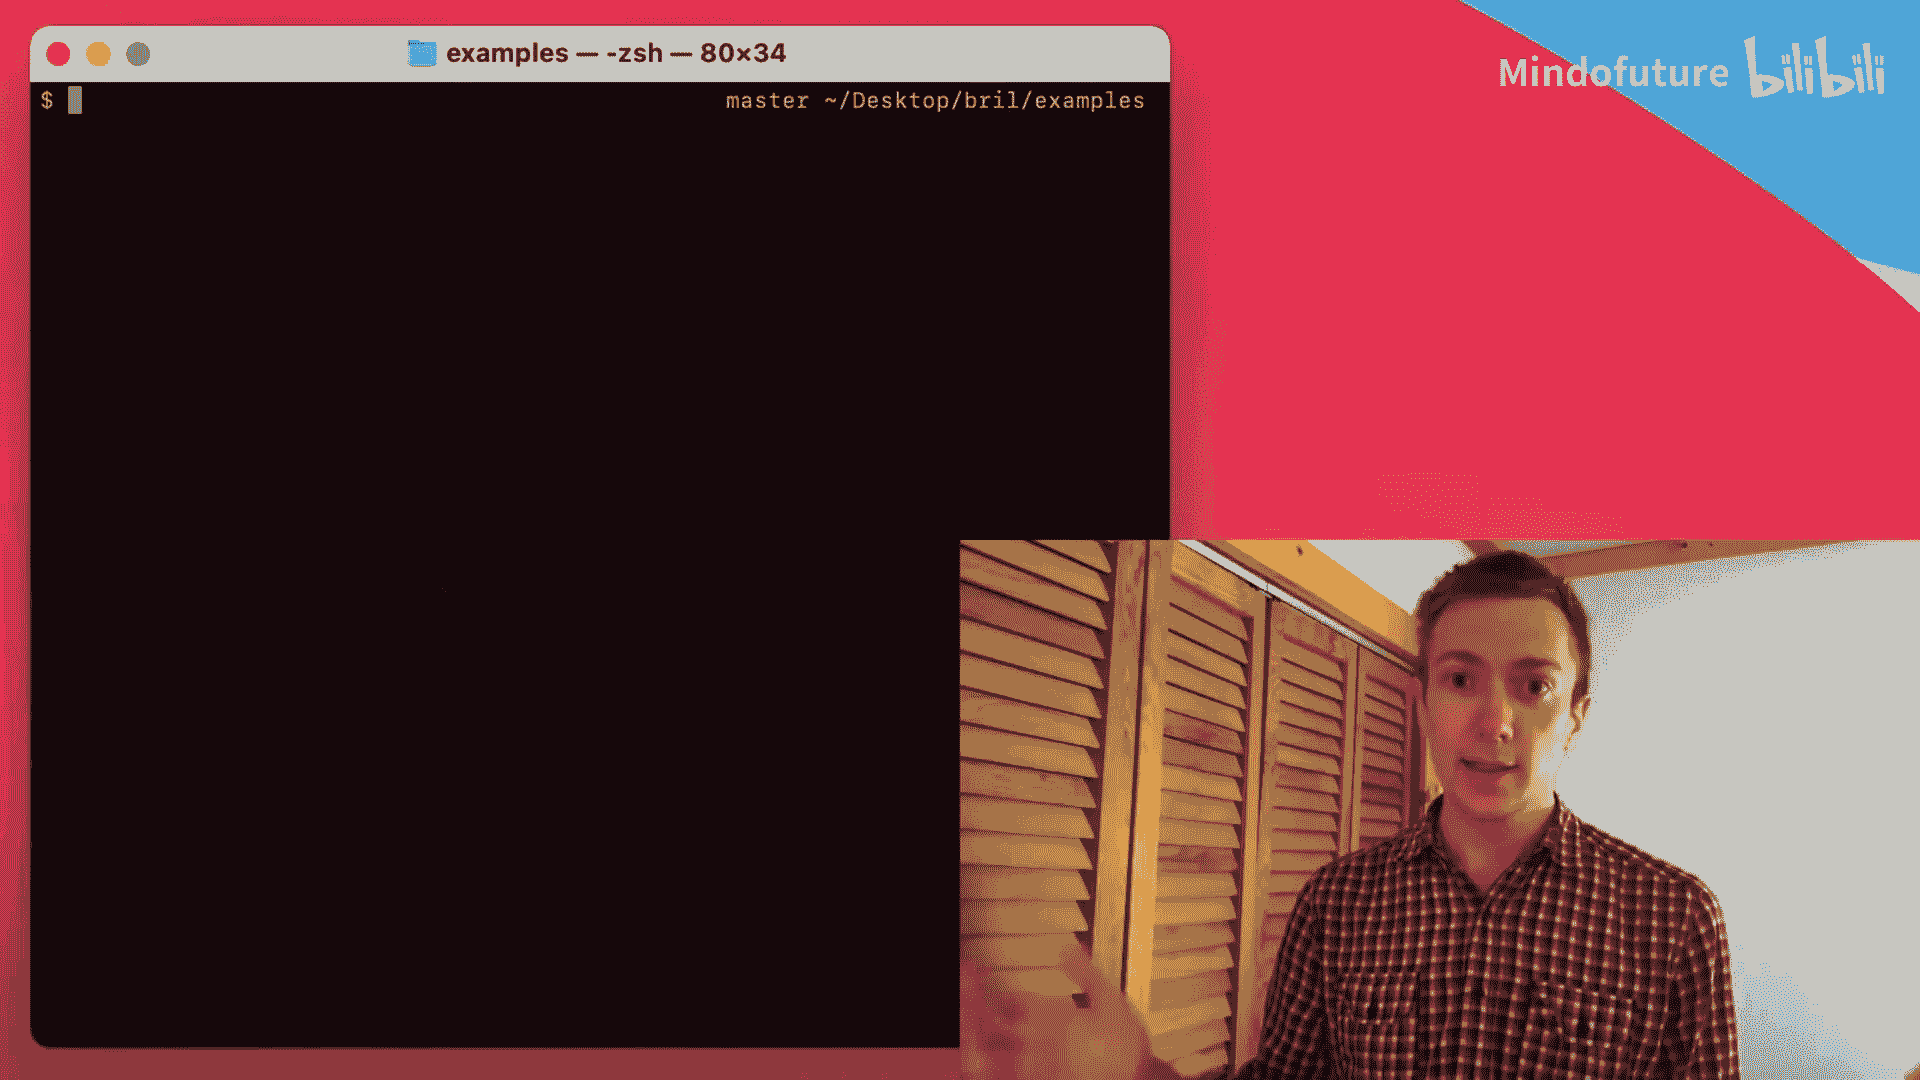 examples — -zsh — 80×34
$ master ~/Desktop/bril/examples
Mindofuture bilibili